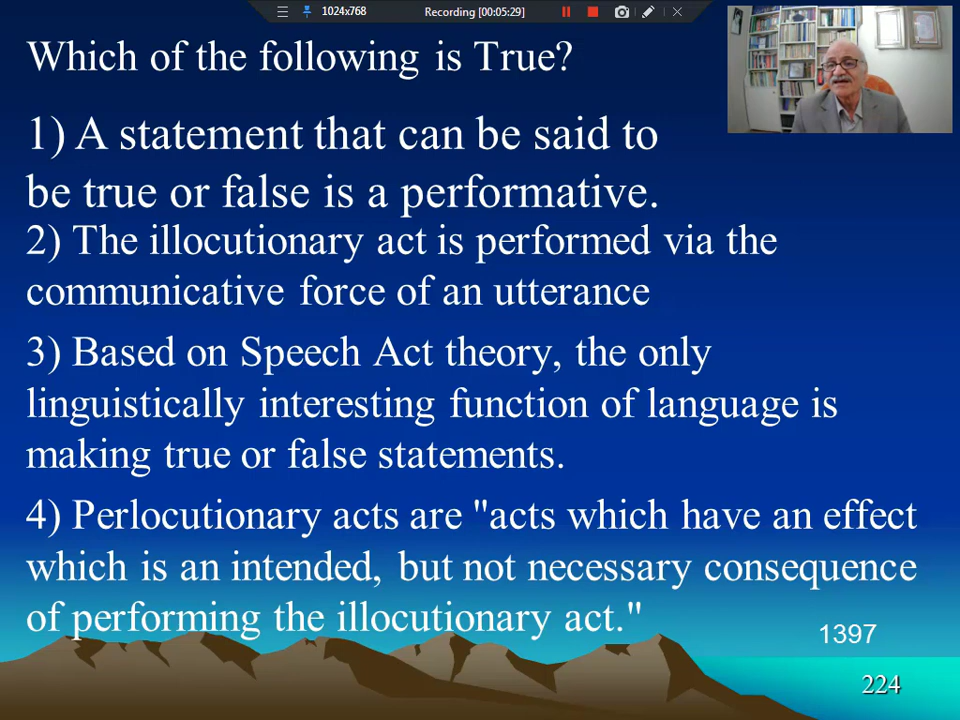 1024x768
Recording [00:05:29]
Which of the following is True?
1) A statement that can be said to
be true or false is a performative.
2) The illocutionary act is performed via the
communicative force of an utterance
3) Based on Speech Act theory, the only
linguistically interesting function of language is
making true or false statements.
4) Perlocutionary acts are "acts which have an effect
which is an intended, but not necessary consequence
of performing the illocutionary act."
1397
224